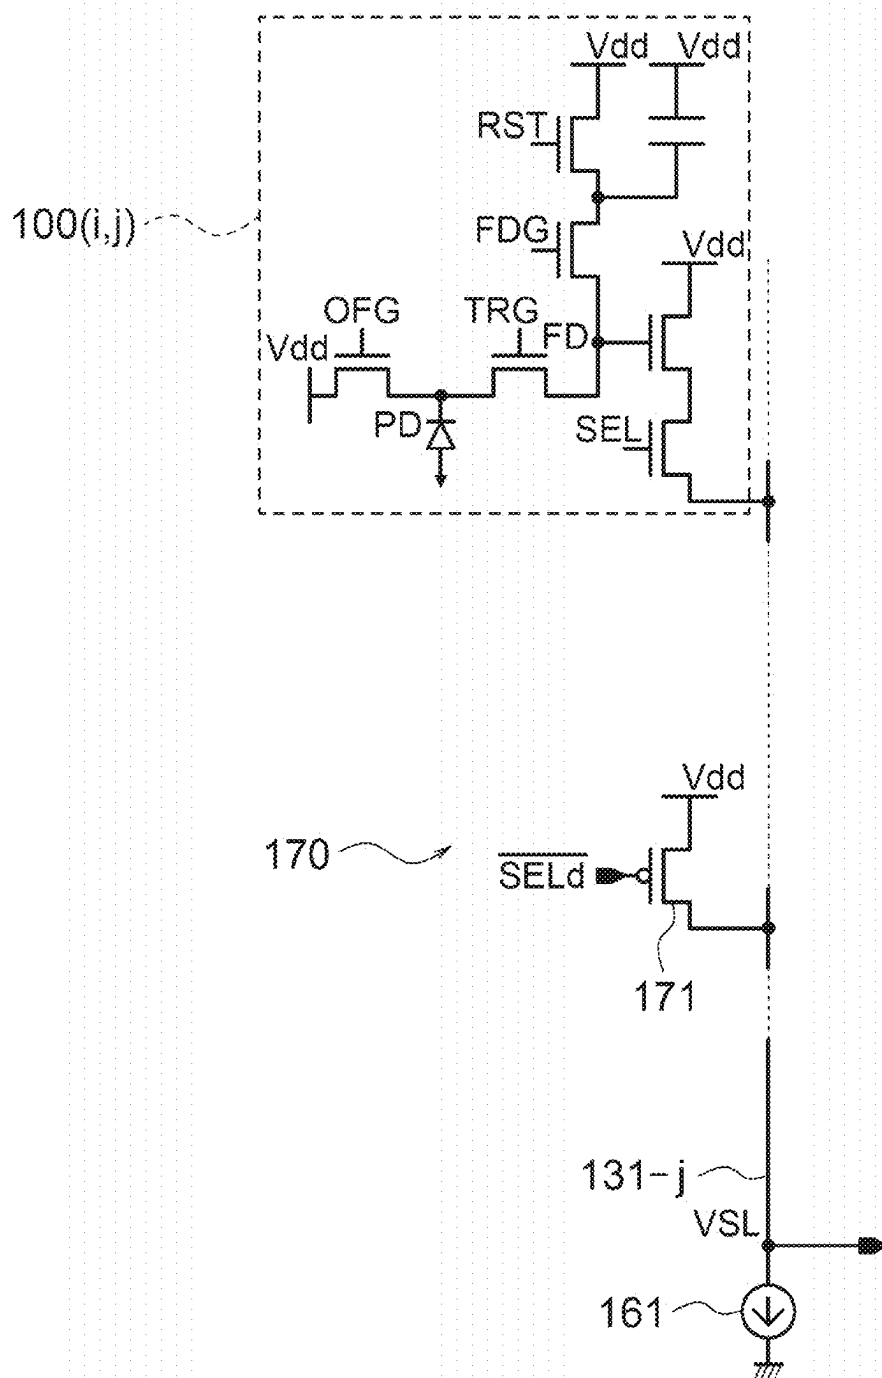 Vdd
Vdd
RST
100(i,j)
FDG
Vdd
OFG
TRG
FD
Vdd
PD
SEL
Vdd
170
SELd
171
131-j
VSL
161